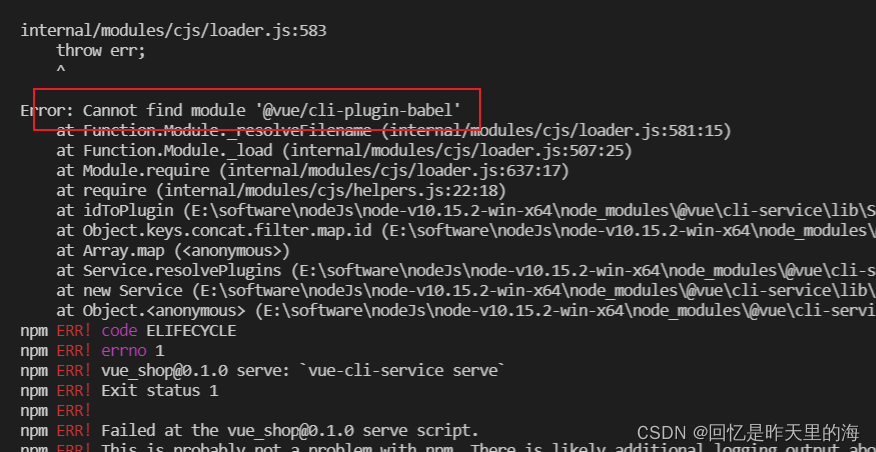 internal/modules/cjs/loader.js:583
    throw err;
    ^
Error: Cannot find module '@vue/cli-plugin-babel'
    at Function.Module._resolveFilename (internal/modules/cjs/loader.js:581:15)
    at Function.Module._load (internal/modules/cjs/loader.js:507:25)
    at Module.require (internal/modules/cjs/loader.js:637:17)
    at require (internal/modules/cjs/helpers.js:22:18)
    at idToPlugin (E:\software\nodeJs\node-v10.15.2-win-x64\node_modules\@vue\cli-service\lib\S
    at Object.keys.concat.filter.map.id (E:\software\nodeJs\node-v10.15.2-win-x64\node_modules\
    at Array.map (<anonymous>)
    at Service.resolvePlugins (E:\software\nodeJs\node-v10.15.2-win-x64\node_modules\@vue\cli-s
    at new Service (E:\software\nodeJs\node-v10.15.2-win-x64\node_modules\@vue\cli-service\lib\
    at Object.<anonymous> (E:\software\nodeJs\node-v10.15.2-win-x64\node_modules\@vue\cli-servi
npm ERR! code ELIFECYCLE
npm ERR! errno 1
npm ERR! vue_shop@0.1.0 serve: `vue-cli-service serve`
npm ERR! Exit status 1
npm ERR!
npm ERR! Failed at the vue_shop@0.1.0 serve script.
CSDN @回忆是昨天里的海
npm ERR! This is probably not a problem with npm. There is likely additional logging output abo